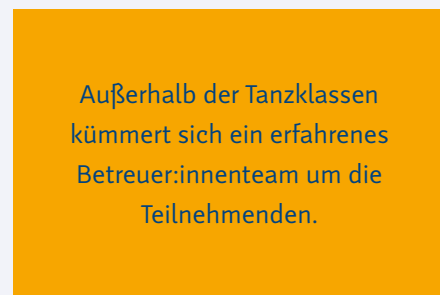 Außerhalb der Tanzklassen
kümmert sich ein erfahrenes
Betreuer:innenteam um die
Teilnehmenden.